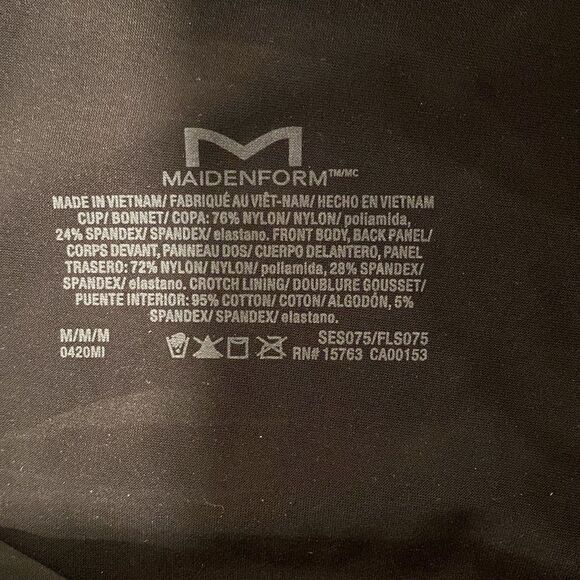 MAIDENFORM™/MC
MADE IN VIETNAM/ FABRIQUÉ AU VIÊT-NAM/ HECHO EN VIETNAM
CUP/ BONNET/ COPA: 76% NYLON/ NYLON/ poliamida,
24% SPANDEX/ SPANDEX/ elastano. FRONT BODY, BACK PANEL/
CORPS DEVANT, PANNEAU DOS/ CUERPO DELANTERO, PANEL
TRASERO: 72% NYLON/ NYLON/ poliamida, 28% SPANDEX/
SPANDEX/ elastano. CROTCH LINING/ DOUBLURE GOUSSET/
PUENTE INTERIOR: 95% COTTON/ COTON/ ALGODÓN, 5%
SPANDEX/ SPANDEX/ elastano.
M/M/M SES075/FLS075
0420MI RN# 15763 CA00153